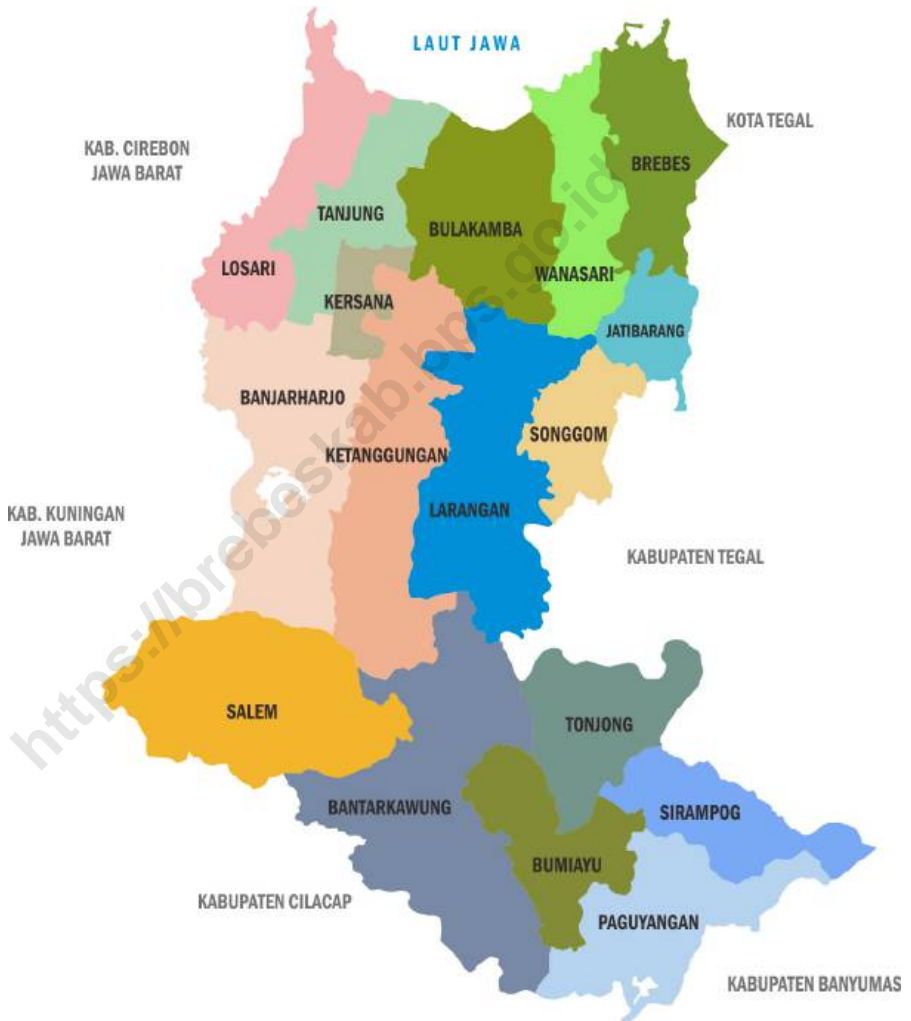 LAUT JAWA
KOTA TEGAL
KAB. CIREBON
JAWA BARAT
BREBES
TANJUNG
BULAKAMBA
LOSARI
WANASARI
KERSANA
JATIBARANG
BANJARHARJO
SONGGOM
KETANGGUNGAN
LARANGAN
KAB. KUNINGAN
JAWA BARAT
KABUPATEN TEGAL
SALEM
TONJONG
BANTARKAWUNG
SIRAMPOG
BUMIAYU
KABUPATEN CILACAP
PAGUYANGAN
KABUPATEN BANYUMAS
https://brebeskab.bps.go.id